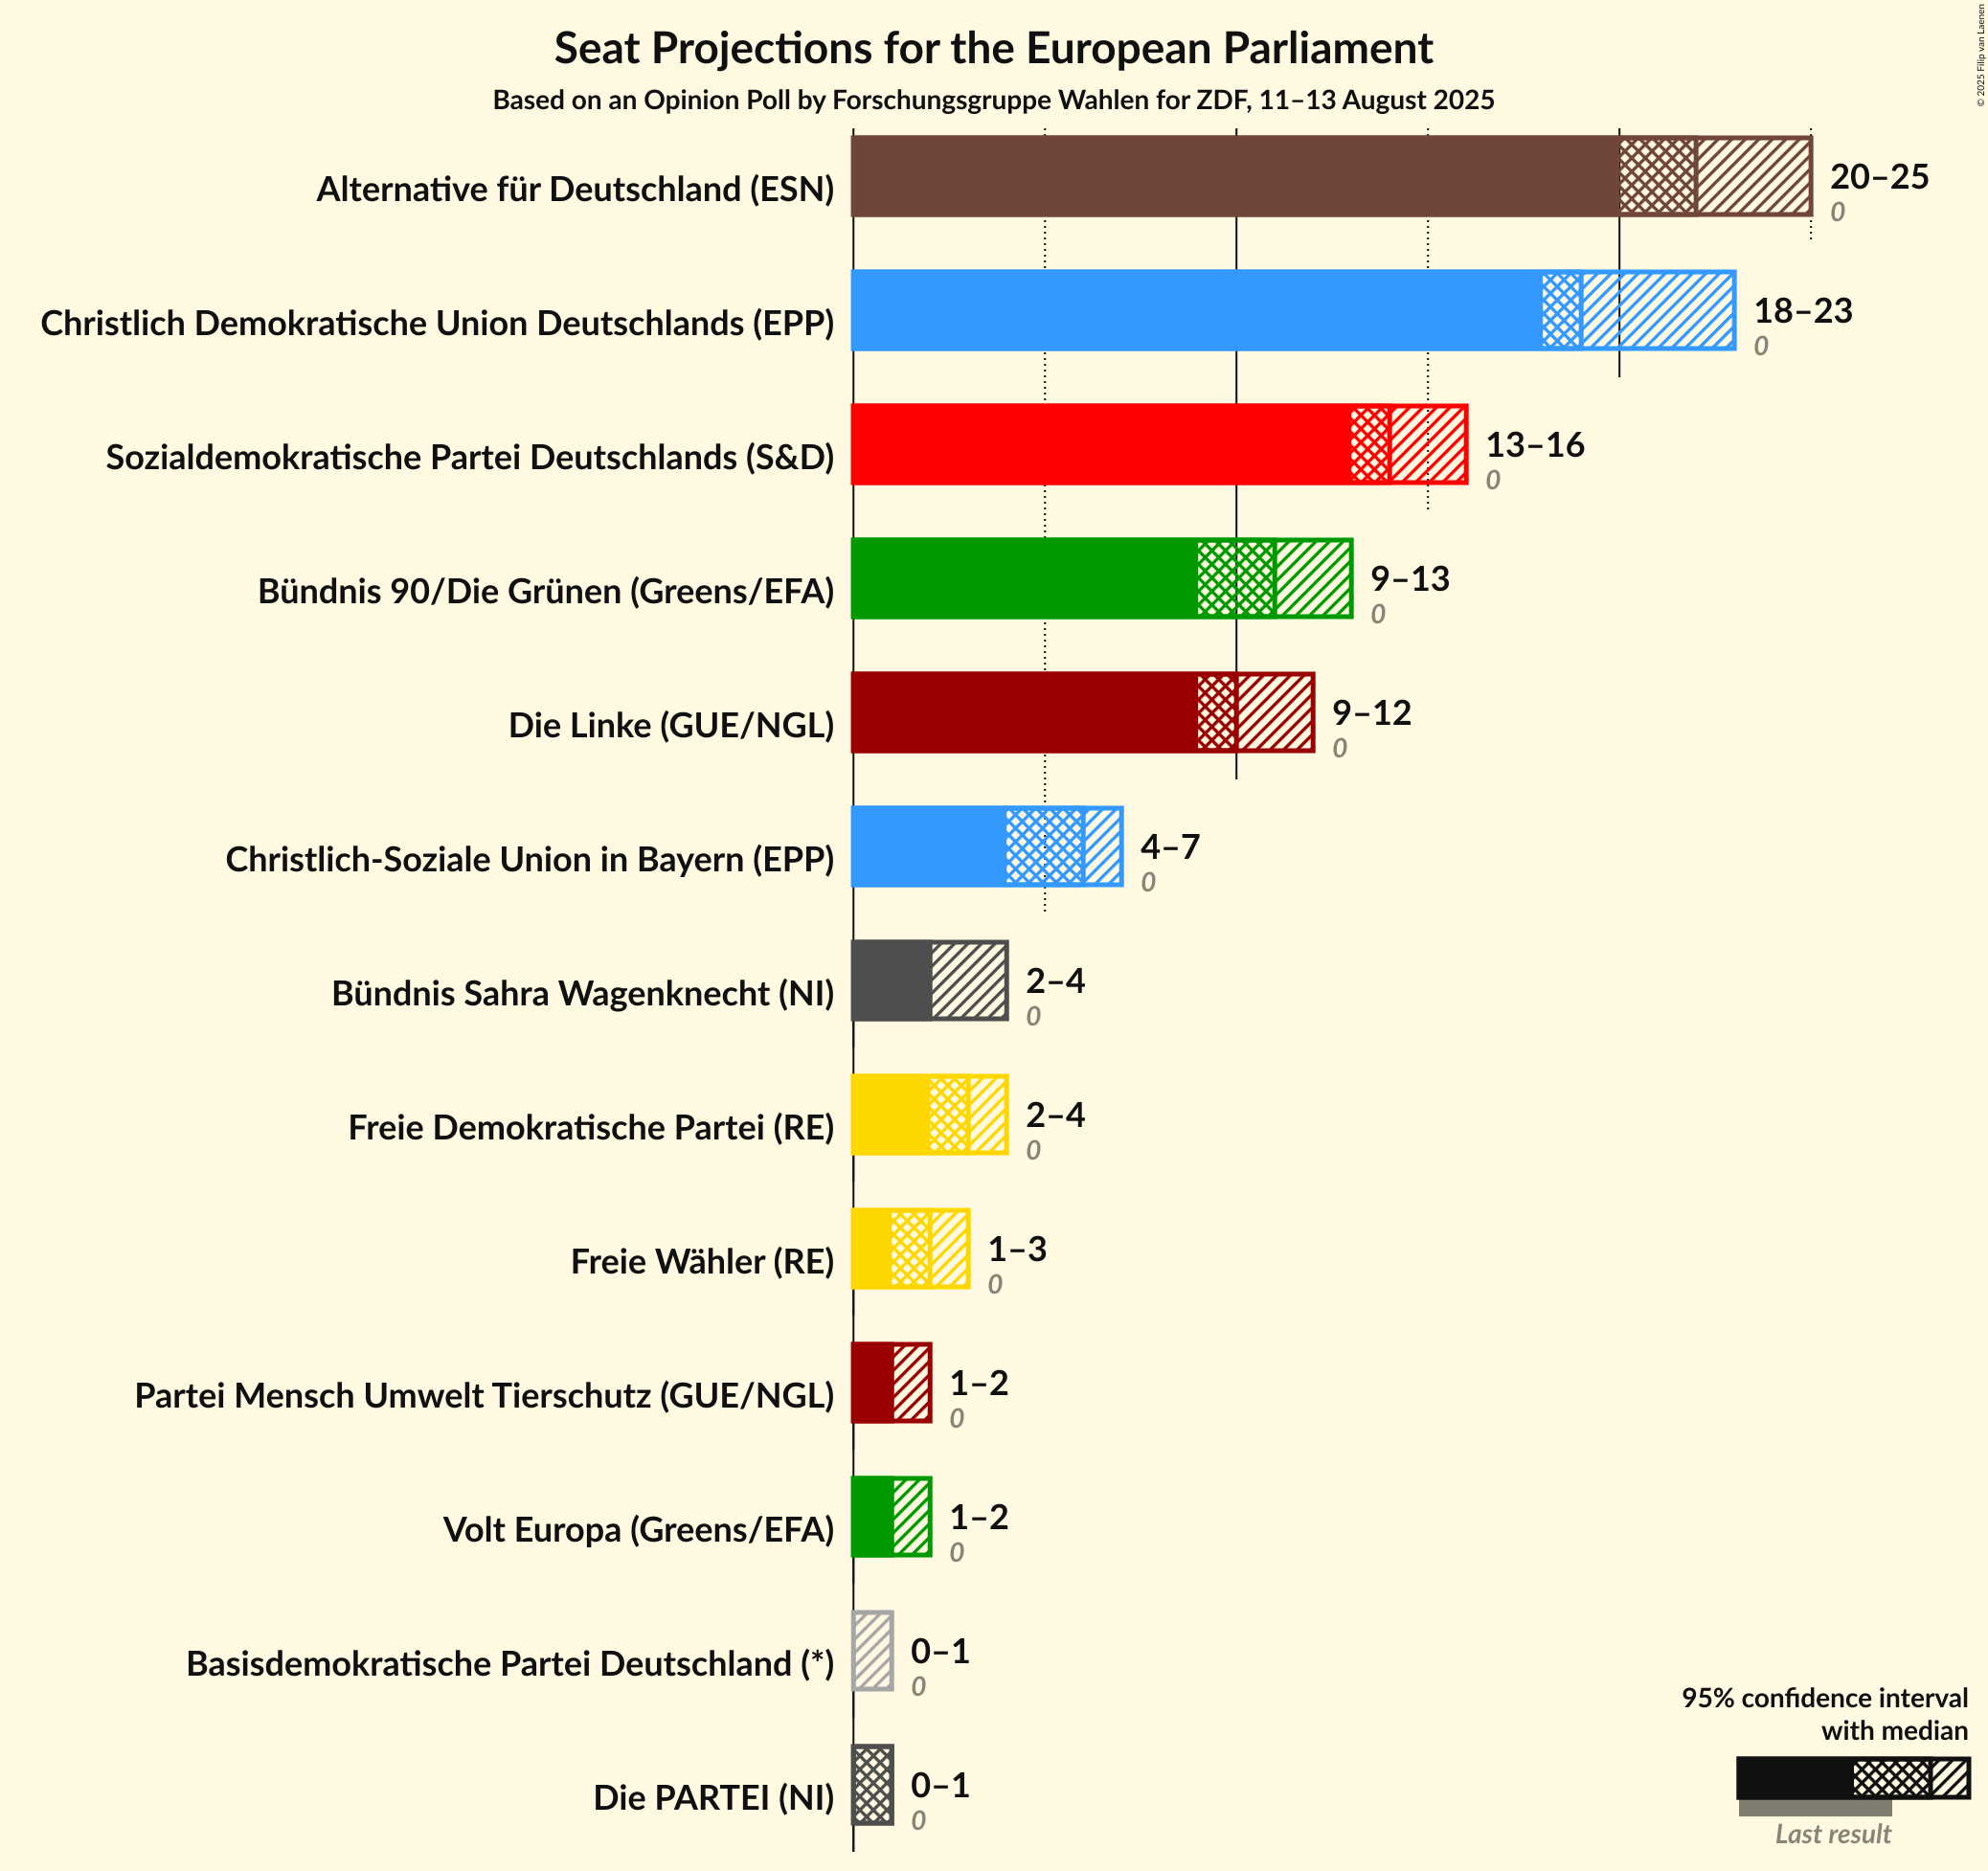 Seat Projections for the European Parliament
Based on an Opinion Poll by Forschungsgruppe Wahlen for ZDF, 11–13 August 2025
© 2025 Filip van Laenen
Alternative für Deutschland (ESN)
20–25
0
Christlich Demokratische Union Deutschlands (EPP)
18–23
0
Sozialdemokratische Partei Deutschlands (S&D)
13–16
0
Bündnis 90/Die Grünen (Greens/EFA)
9–13
0
Die Linke (GUE/NGL)
9–12
0
Christlich-Soziale Union in Bayern (EPP)
4–7
0
Bündnis Sahra Wagenknecht (NI)
2–4
0
Freie Demokratische Partei (RE)
2–4
0
Freie Wähler (RE)
1–3
0
Partei Mensch Umwelt Tierschutz (GUE/NGL)
1–2
0
Volt Europa (Greens/EFA)
1–2
0
Basisdemokratische Partei Deutschland (*)
0–1
0
Die PARTEI (NI)
0–1
0
95% confidence interval
with median
Last result